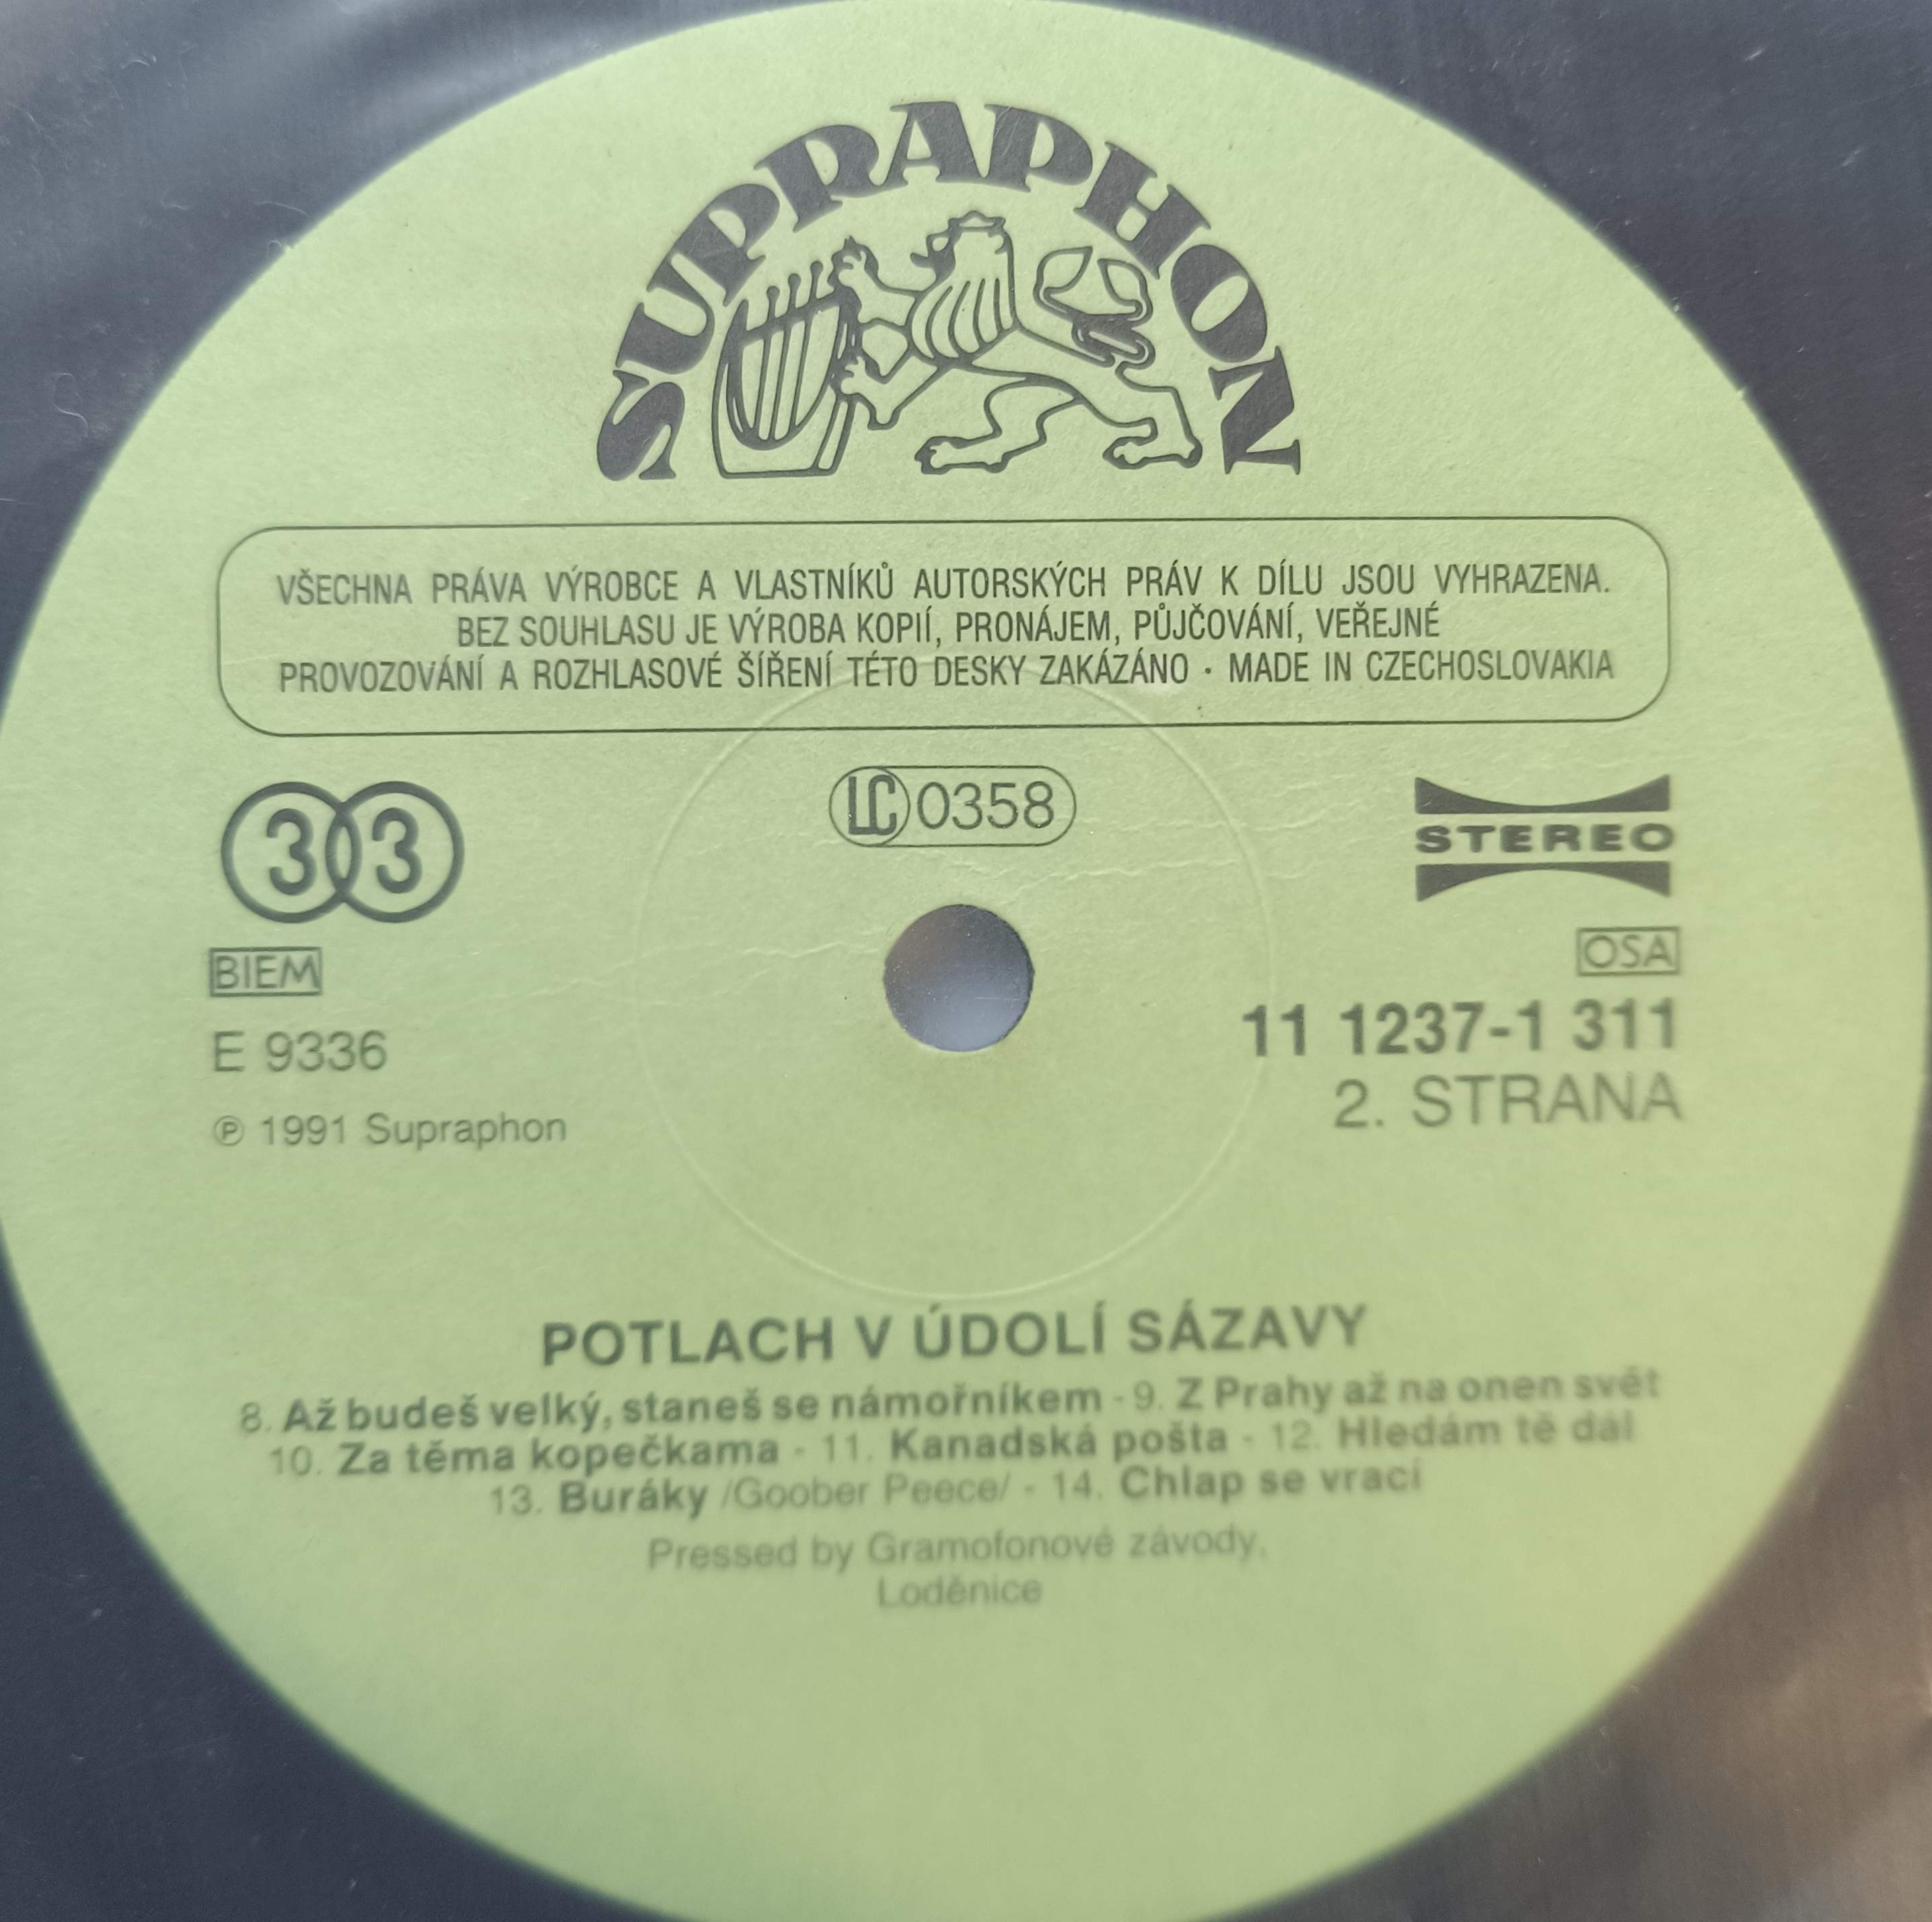 SUPRAPHON
VŠECHNA PRÁVA VÝROBCE A VLASTNÍKŮ AUTORSKÝCH PRÁV K DÍLU JSOU VYHRAZENA.
BEZ SOUHLASU JE VÝROBA KOPIÍ, PRONÁJEM, PŮJČOVÁNÍ, VEŘEJNÉ
PROVOZOVÁNÍ A ROZHLASOVÉ ŠÍŘENÍ TÉTO DESKY ZAKÁZÁNO · MADE IN CZECHOSLOVAKIA
33
LC 0358
STEREO
BIEM
OSA
E 9336
11 1237-1 311
℗ 1991 Supraphon
2. STRANA
POTLACH V ÚDOLÍ SÁZAVY
8. Až budeš velký, staneš se námořníkem - 9. Z Prahy až na onen svět
10. Za těma kopečkama - 11. Kanadská pošta - 12. Hledám tě dál
13. Buráky /Goober Peece/ - 14. Chlap se vrací
Pressed by Gramofonové závody,
Loděnice